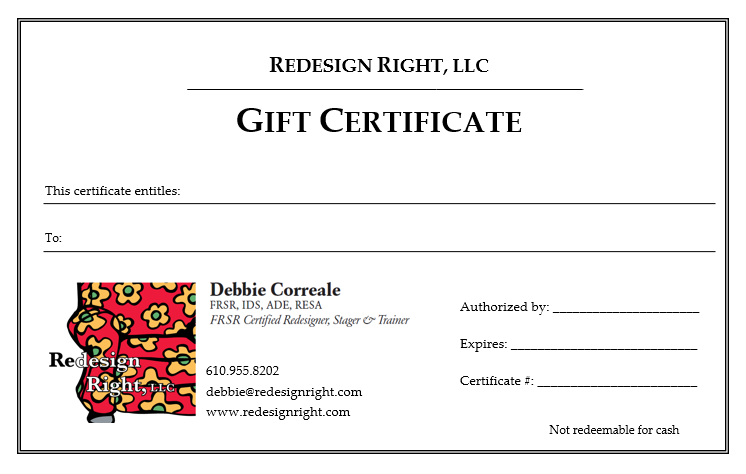 REDESIGN RIGHT, LLC
GIFT CERTIFICATE
This certificate entitles:
To:
Redesign
Right, LLC
Debbie Correale
FRSR, IDS, ADE, RESA
FRSR Certified Redesigner, Stager & Trainer
610.955.8202
debbie@redesignright.com
www.redesignright.com
Authorized by: ______________________
Expires: ____________________________
Certificate #: ________________________
Not redeemable for cash